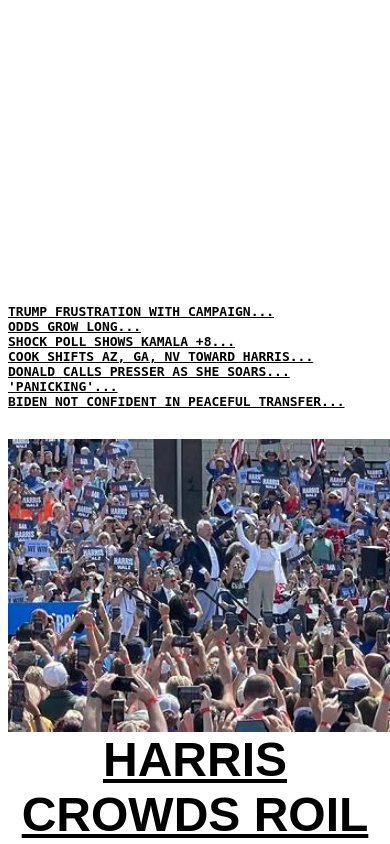 TRUMP FRUSTRATION WITH CAMPAIGN...
ODDS GROW LONG...
SHOCK POLL SHOWS KAMALA +8...
COOK SHIFTS AZ, GA, NV TOWARD HARRIS...
DONALD CALLS PRESSER AS SHE SOARS...
'PANICKING'...
BIDEN NOT CONFIDENT IN PEACEFUL TRANSFER...
HARRIS
WALZ
HARRIS
WALZ
HARRIS
CROWDS ROIL